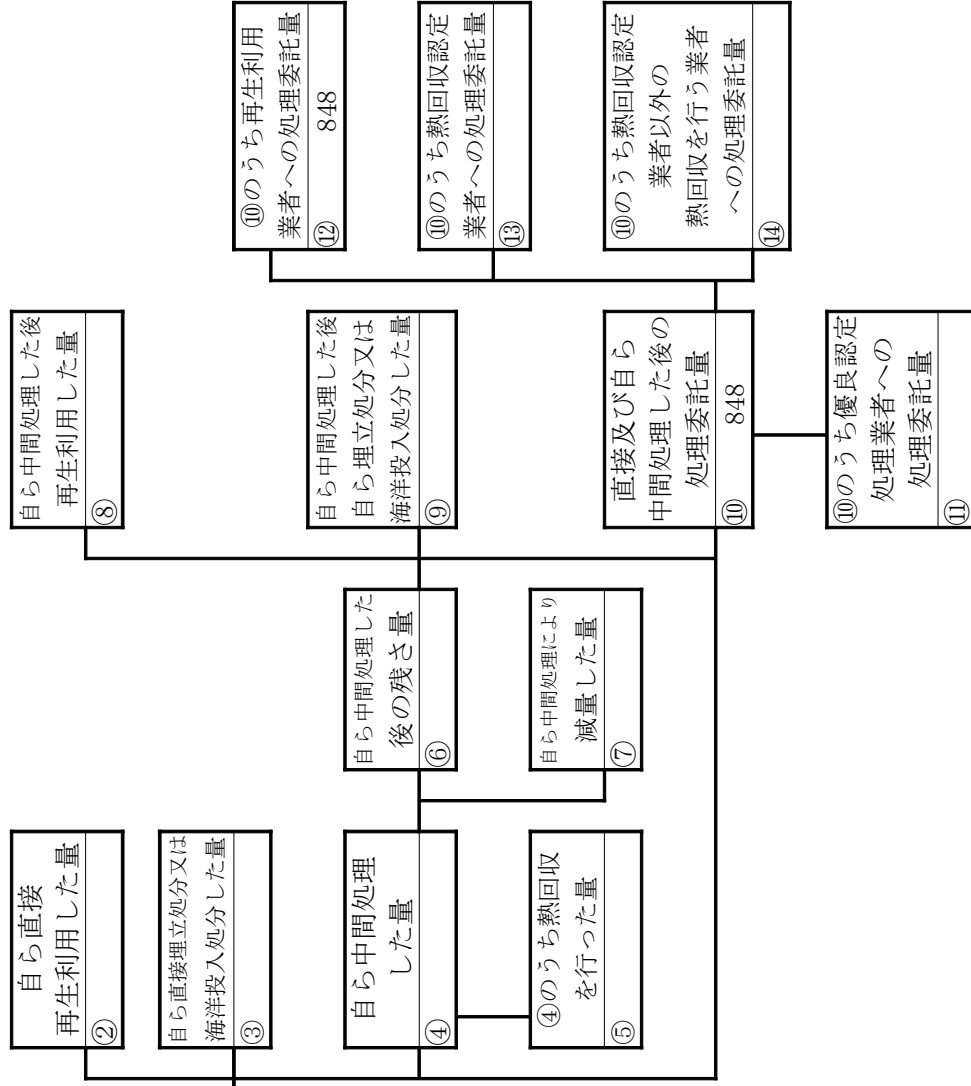 自ら直接
再生利用した量
②
自ら直接埋立処分又は
海洋投入処分した量
③
自ら中間処理
した量
④
④のうち熱回収
を行った量
⑤
自ら中間処理した
後の残さ量
⑥
自ら中間処理により
減量した量
⑦
自ら中間処理した後
再生利用した量
⑧
自ら中間処理した後
自ら埋立処分又は
海洋投入処分した量
⑨
直接及び自ら
中間処理した後の
処理委託量
⑩ 848
⑩のうち優良認定
処理業者への
処理委託量
⑪
⑩のうち再生利用
業者への処理委託量
⑫ 848
⑩のうち熱回収認定
業者への処理委託量
⑬
⑩のうち熱回収認定
業者以外の
熱回収を行う業者
への処理委託量
⑭